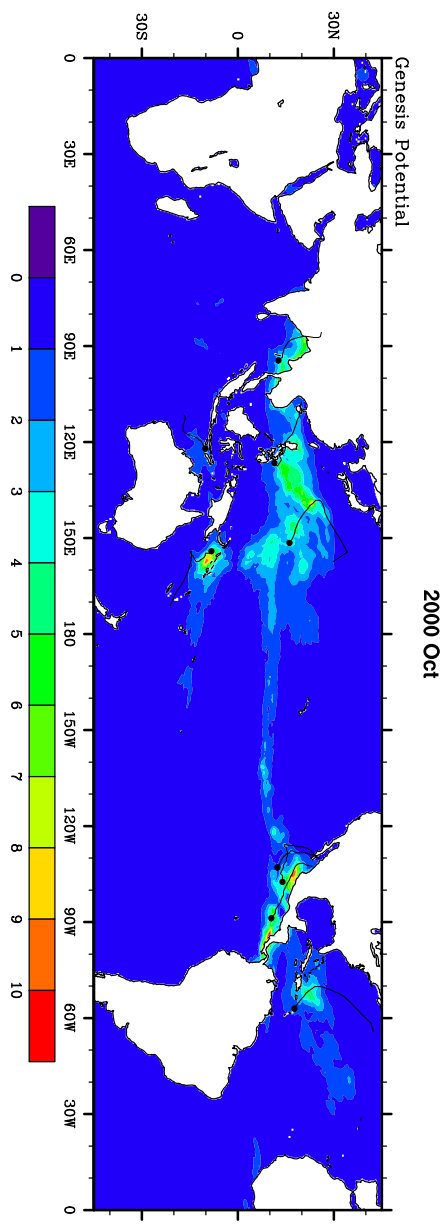 2000 Oct
Genesis Potential
30N
0
30S
0 30E 60E 90E 120E 150E 180 150W 120W 90W 60W 30W 0
0 1 2 3 4 5 6 7 8 9 10